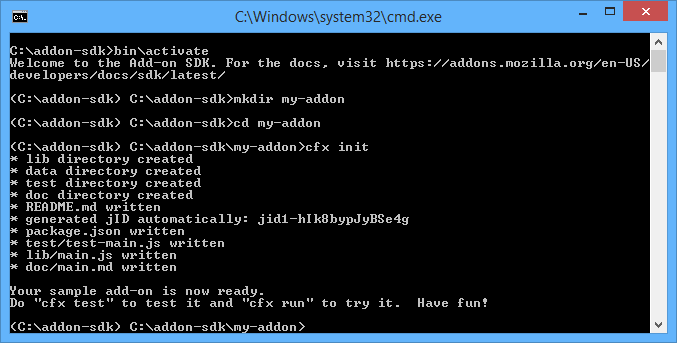 C:\Windows\system32\cmd.exe
C:\addon-sdk>bin\activate
Welcome to the Add-on SDK. For the docs, visit https://addons.mozilla.org/en-US/
developers/docs/sdk/latest/
(C:\addon-sdk) C:\addon-sdk>mkdir my-addon
(C:\addon-sdk) C:\addon-sdk>cd my-addon
(C:\addon-sdk) C:\addon-sdk\my-addon>cfx init
* lib directory created
* data directory created
* test directory created
* doc directory created
* README.md written
* generated jID automatically: jid1-hIk8bypJyBSe4g
* package.json written
* test/test-main.js written
* lib/main.js written
* doc/main.md written
Your sample add-on is now ready.
Do "cfx test" to test it and "cfx run" to try it.  Have fun!
(C:\addon-sdk) C:\addon-sdk\my-addon>